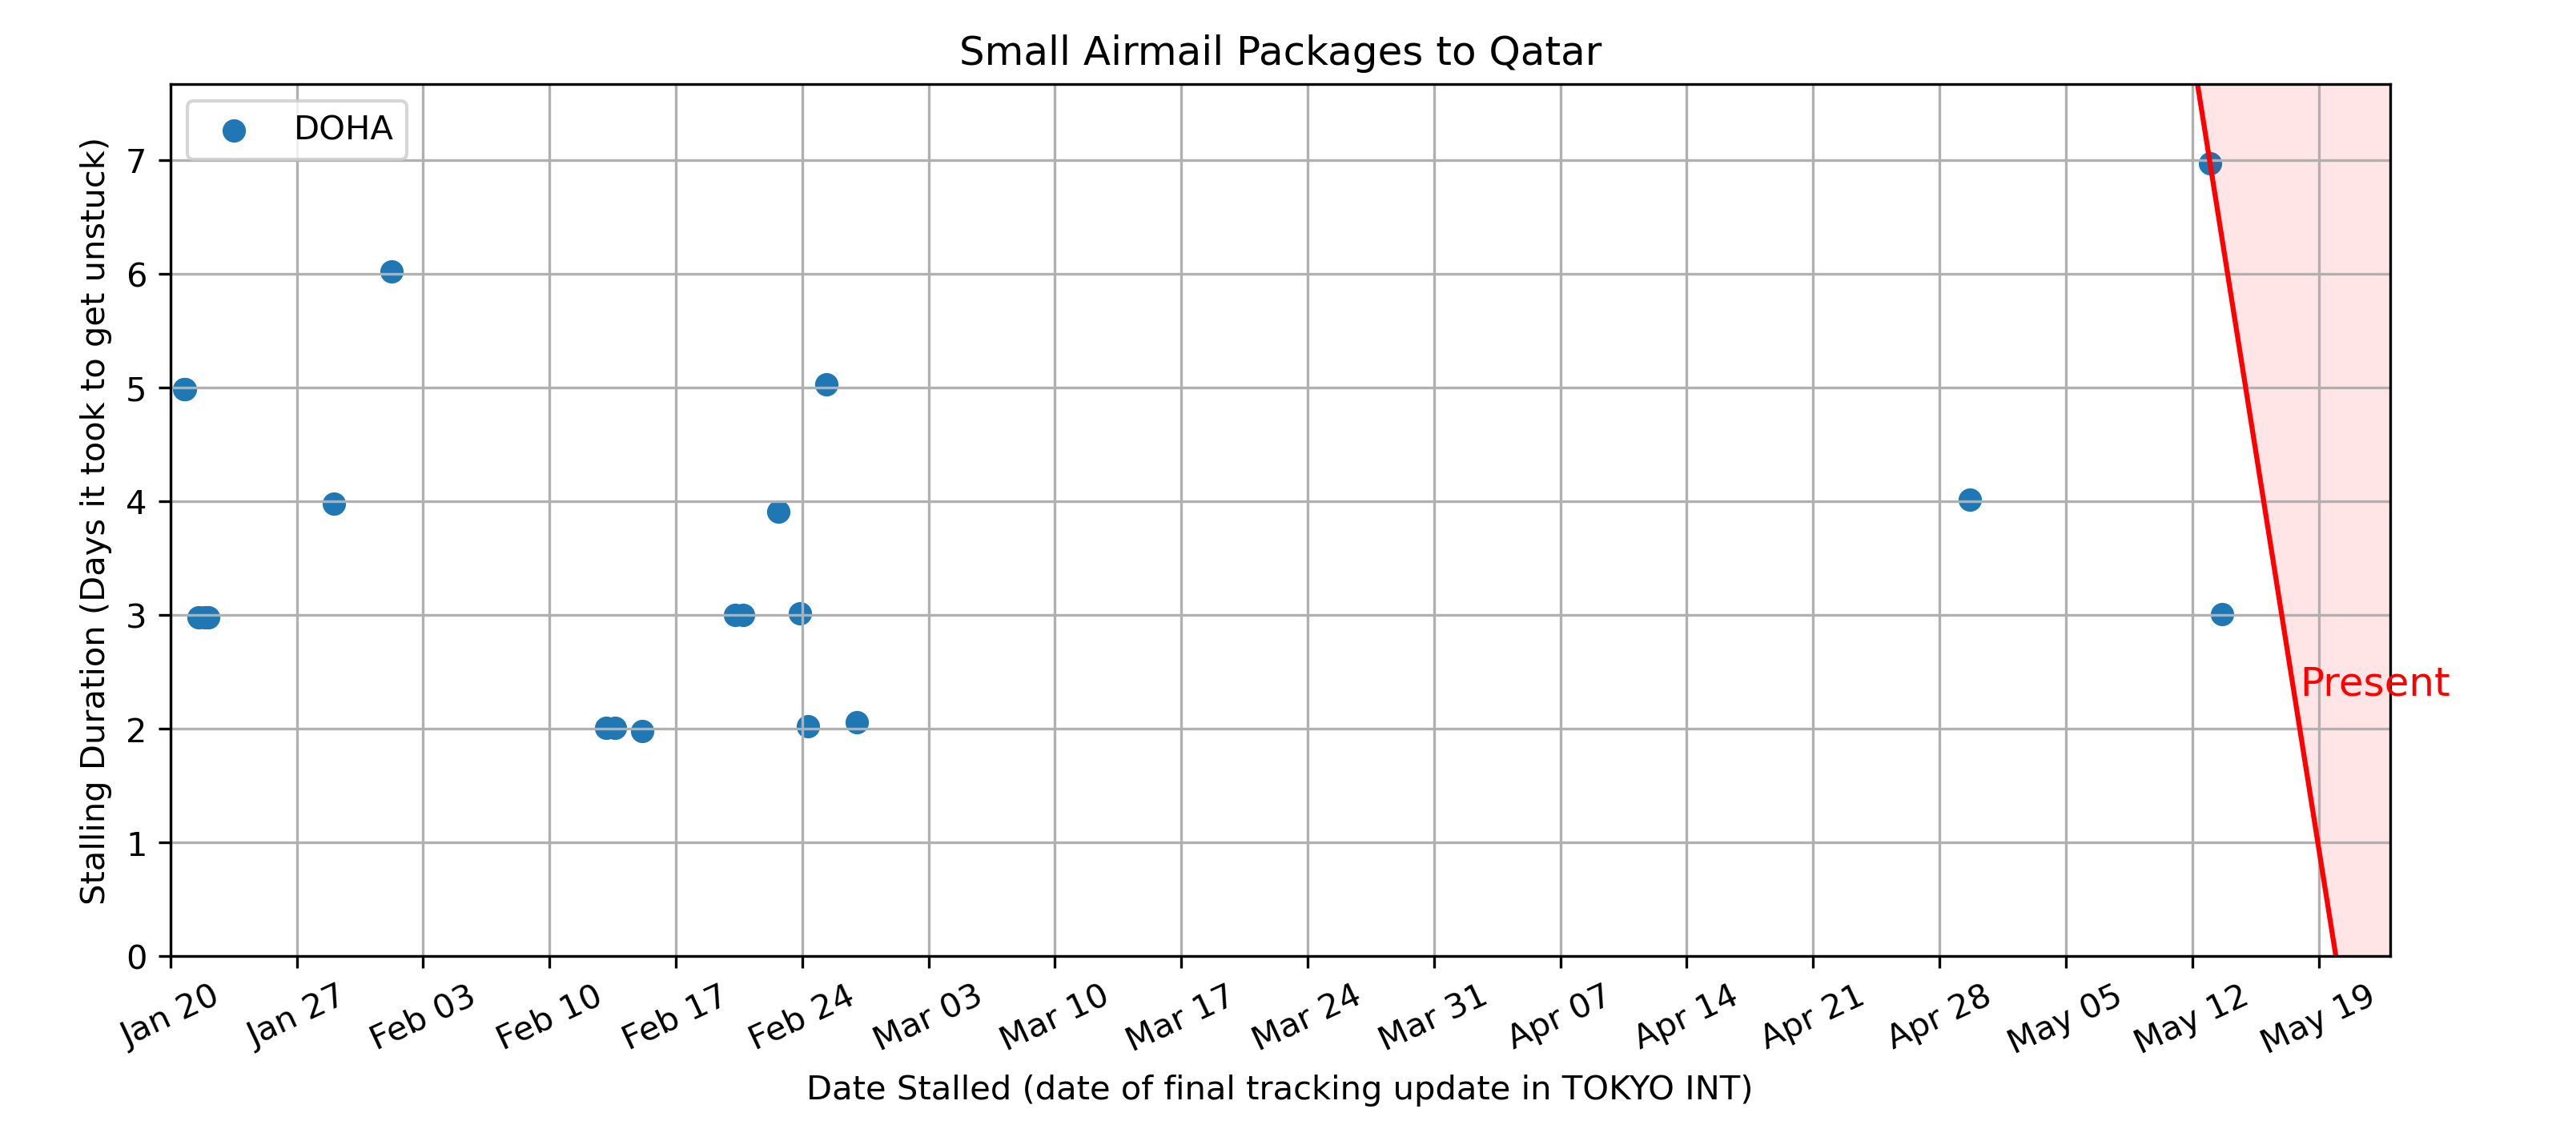 Small Airmail Packages to Qatar
DOHA
Stalling Duration (Days it took to get unstuck)
7
6
5
4
3
2
1
0
Present
Jan 20
Jan 27
Feb 03
Feb 10
Feb 17
Feb 24
Mar 03
Mar 10
Mar 17
Mar 24
Mar 31
Apr 07
Apr 14
Apr 21
Apr 28
May 05
May 12
May 19
Date Stalled (date of final tracking update in TOKYO INT)